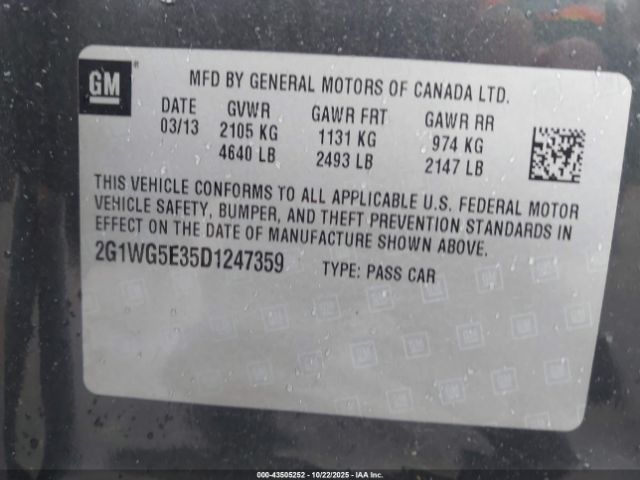 GM
MFD BY GENERAL MOTORS OF CANADA LTD.
DATE GVWR GAWR FRT GAWR RR
03/13 2105 KG 1131 KG 974 KG
4640 LB 2493 LB 2147 LB
THIS VEHICLE CONFORMS TO ALL APPLICABLE U.S. FEDERAL MOTOR
VEHICLE SAFETY, BUMPER, AND THEFT PREVENTION STANDARDS IN
EFFECT ON THE DATE OF MANUFACTURE SHOWN ABOVE.
2G1WG5E35D1247359 TYPE: PASS CAR
000-43505252 | 10/22/2025 | Copyright © IAA, Inc.